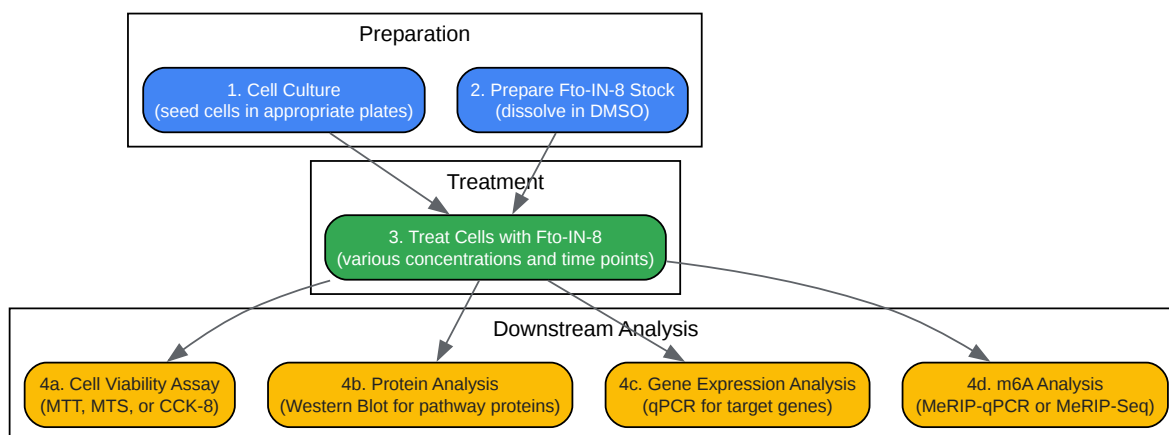 Preparation
1. Cell Culture
(seed cells in appropriate plates)
2. Prepare Fto-IN-8 Stock
(dissolve in DMSO)
Treatment
3. Treat Cells with Fto-IN-8
(various concentrations and time points)
Downstream Analysis
4a. Cell Viability Assay
(MTT, MTS, or CCK-8)
4b. Protein Analysis
(Western Blot for pathway proteins)
4c. Gene Expression Analysis
(qPCR for target genes)
4d. m6A Analysis
(MeRIP-qPCR or MeRIP-Seq)